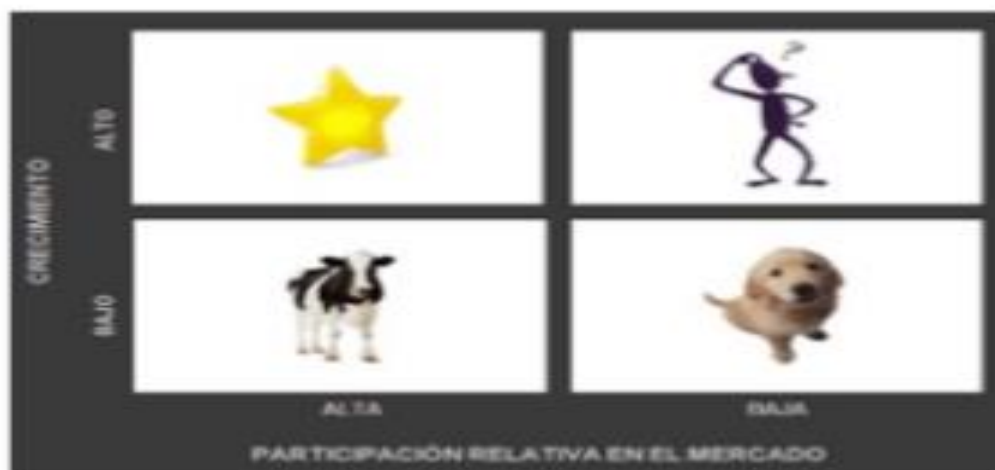 CRECIMIENTO
ALTO
?
BAJO
ALTA
BAJA
PARTICIPACIÓN RELATIVA EN EL MERCADO